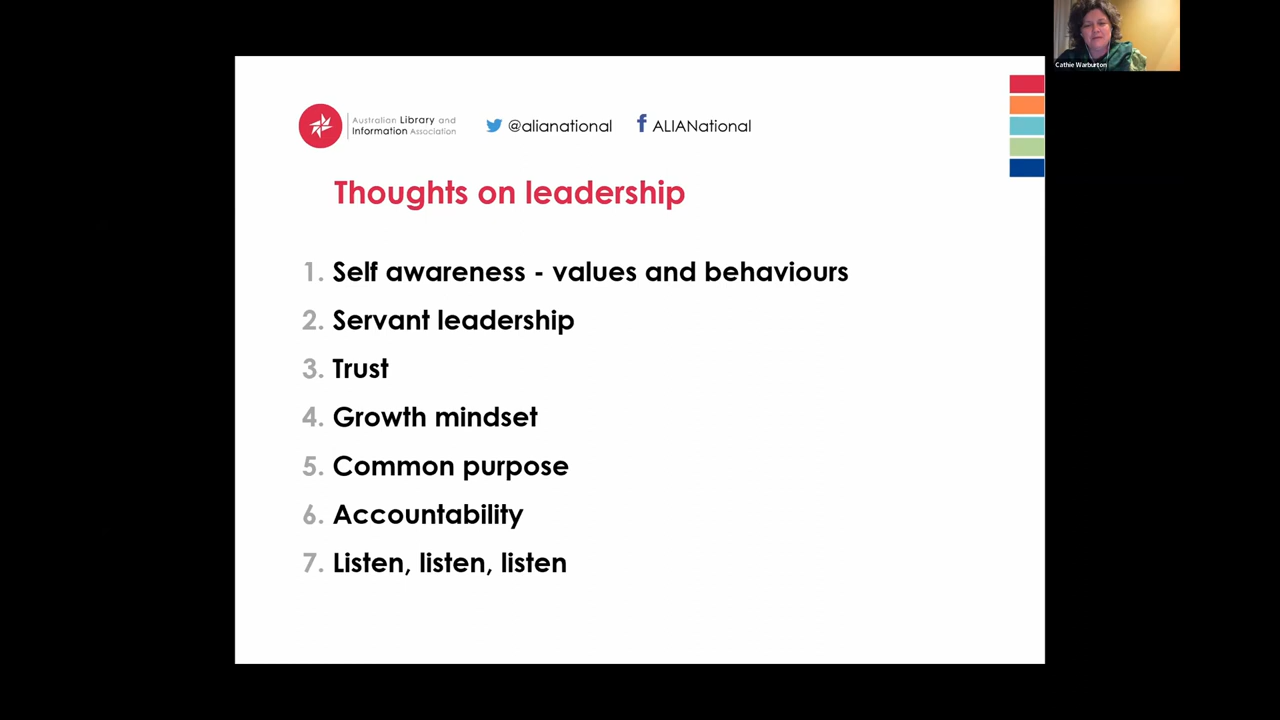 Cathie Warburton
Australian Library and
Information Association
@alianational
ALIANational
Thoughts on leadership
1. Self awareness - values and behaviours
2. Servant leadership
3. Trust
4. Growth mindset
5. Common purpose
6. Accountability
7. Listen, listen, listen